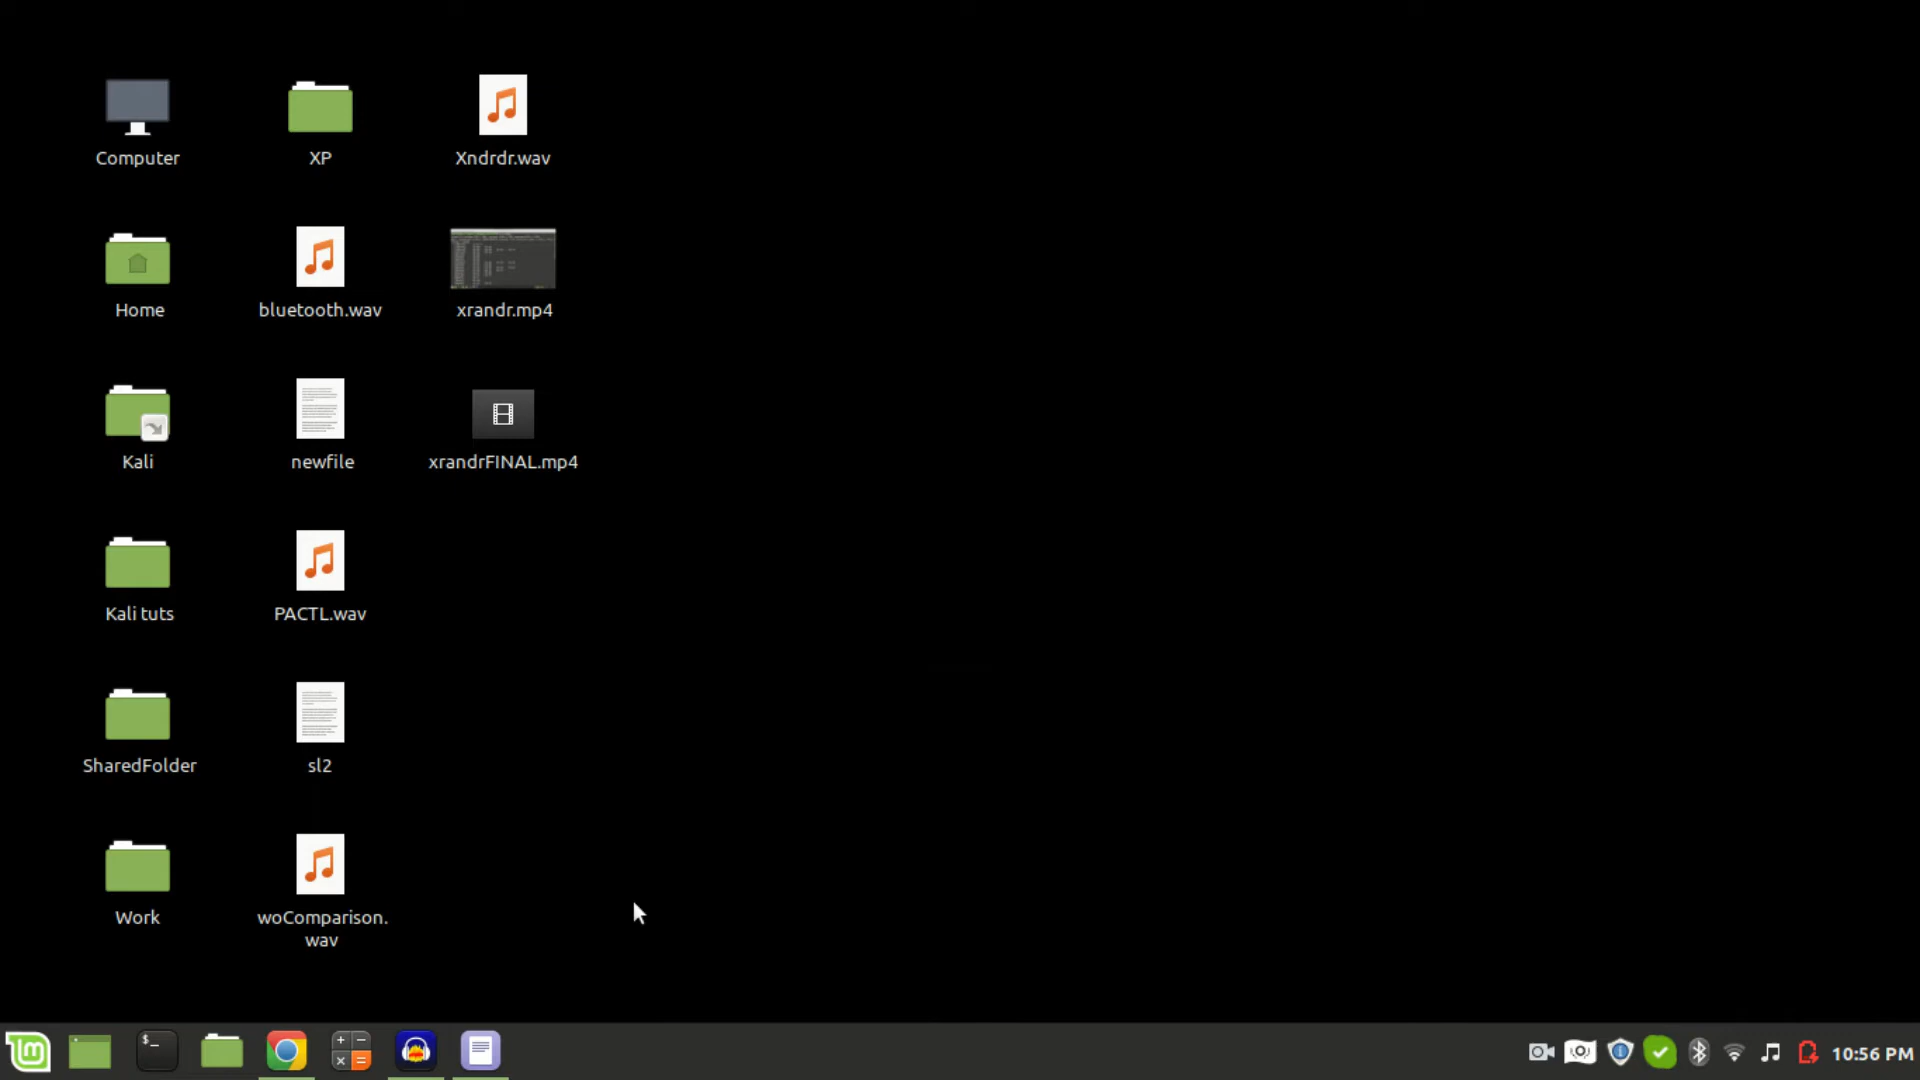 Computer
XP
Xndrdr.wav
Home
bluetooth.wav
xrandr.mp4
Kali
newfile
xrandrFINAL.mp4
Kali tuts
PACTL.wav
SharedFolder
sl2
Work
woComparison.
wav
$_
10:56 PM